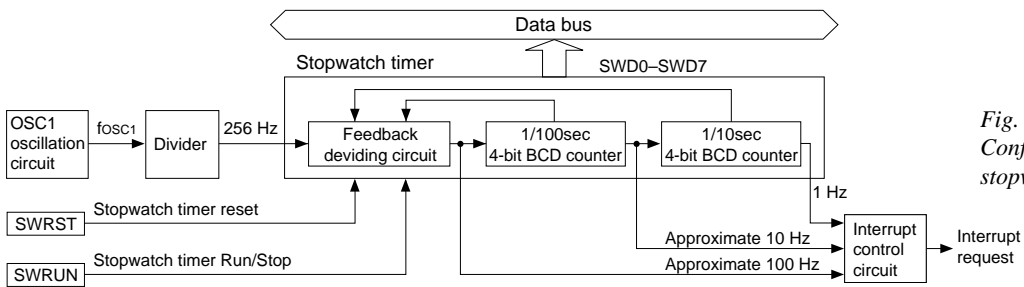 Data bus
Stopwatch timer
SWD0–SWD7
OSC1
oscillation
circuit
fOSC1
Divider
256 Hz
Feedback
deviding circuit
1/100sec
4-bit BCD counter
1/10sec
4-bit BCD counter
Fig.
Conf
stopv
1 Hz
SWRST
Stopwatch timer reset
SWRUN
Stopwatch timer Run/Stop
Approximate 10 Hz
Approximate 100 Hz
Interrupt
control
circuit
Interrupt
request